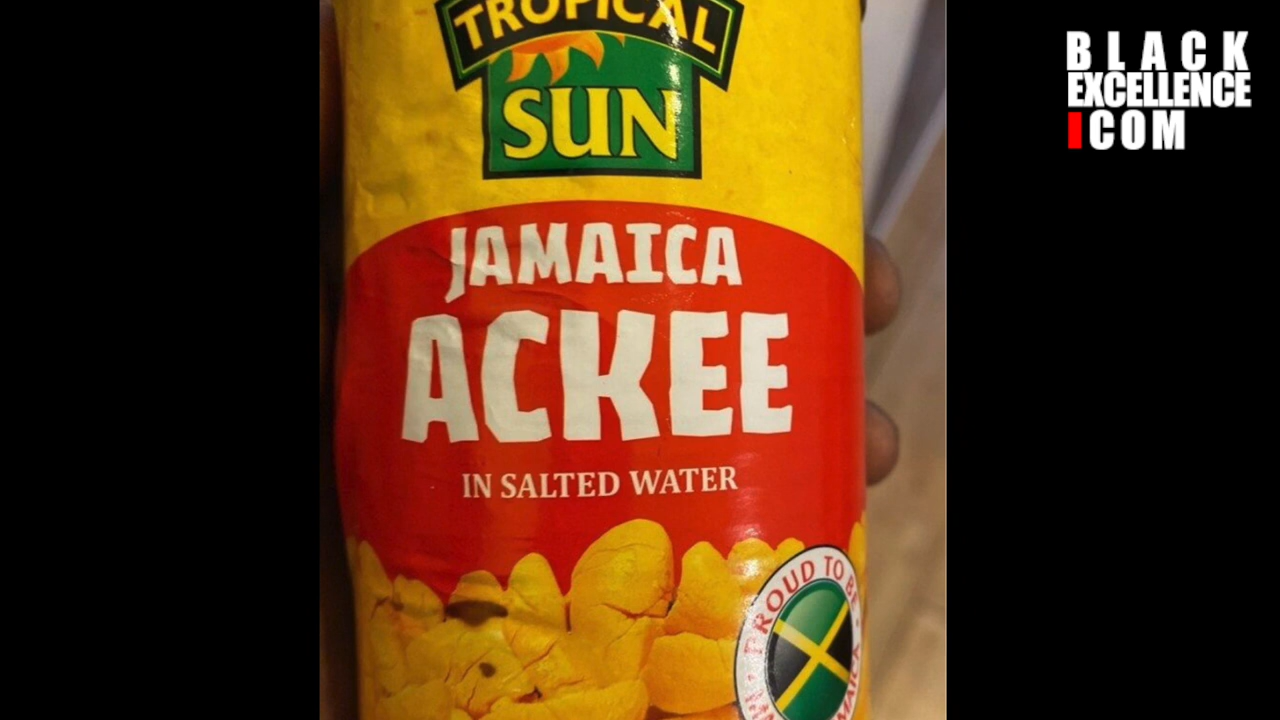 TROPICAL
SUN
JAMAICA
ACKEE
IN SALTED WATER
PROUD TO BE
BLACK
EXCELLENCE
COM